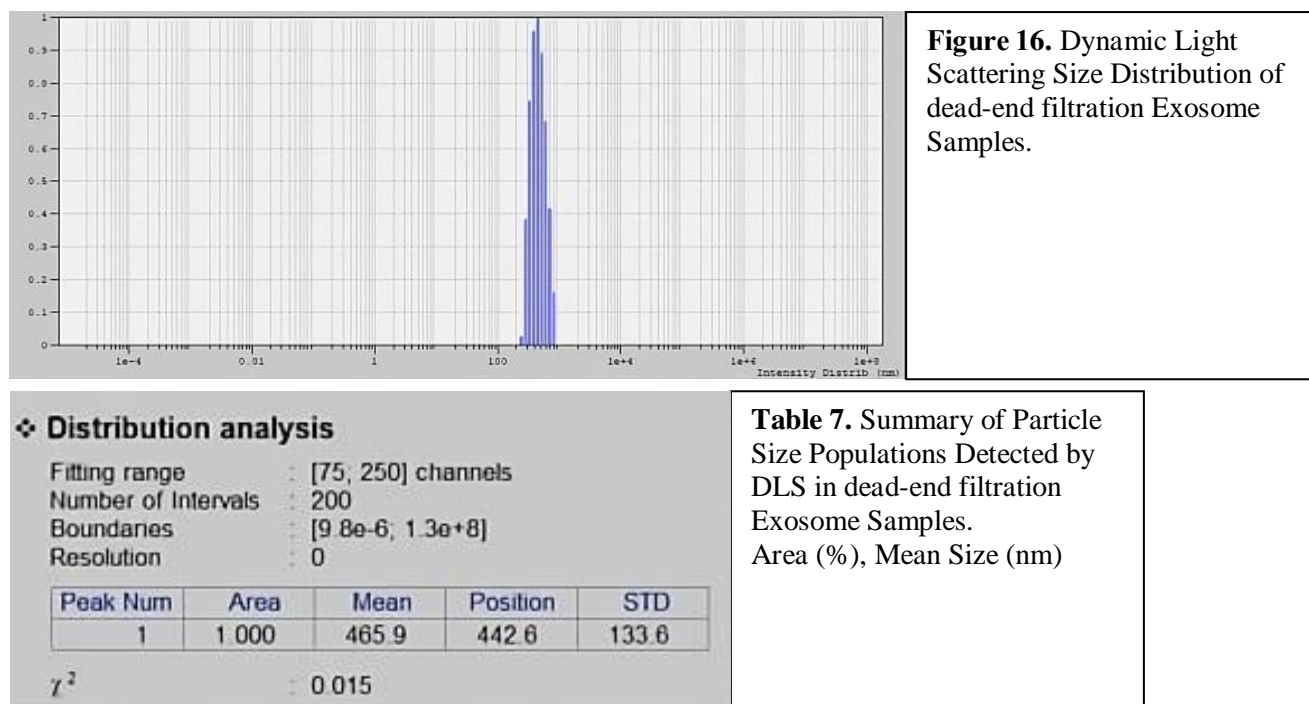 1
0.9
0.8
0.7
0.6
0.5
0.4
0.3
0.2
0.1
0
1e-4
0.01
1
100
1e+4
1e+6
1e+8
Intensity Distrib (nm)
Figure 16. Dynamic Light
Scattering Size Distribution of
dead-end filtration Exosome
Samples.
❖ Distribution analysis
Fitting range : [75; 250] channels
Number of Intervals : 200
Boundaries : [9.8e-6; 1.3e+8]
Resolution : 0
Peak Num Area Mean Position STD
1 1.000 465.9 442.6 133.6
χ² : 0.015
Table 7. Summary of Particle
Size Populations Detected by
DLS in dead-end filtration
Exosome Samples.
Area (%), Mean Size (nm)